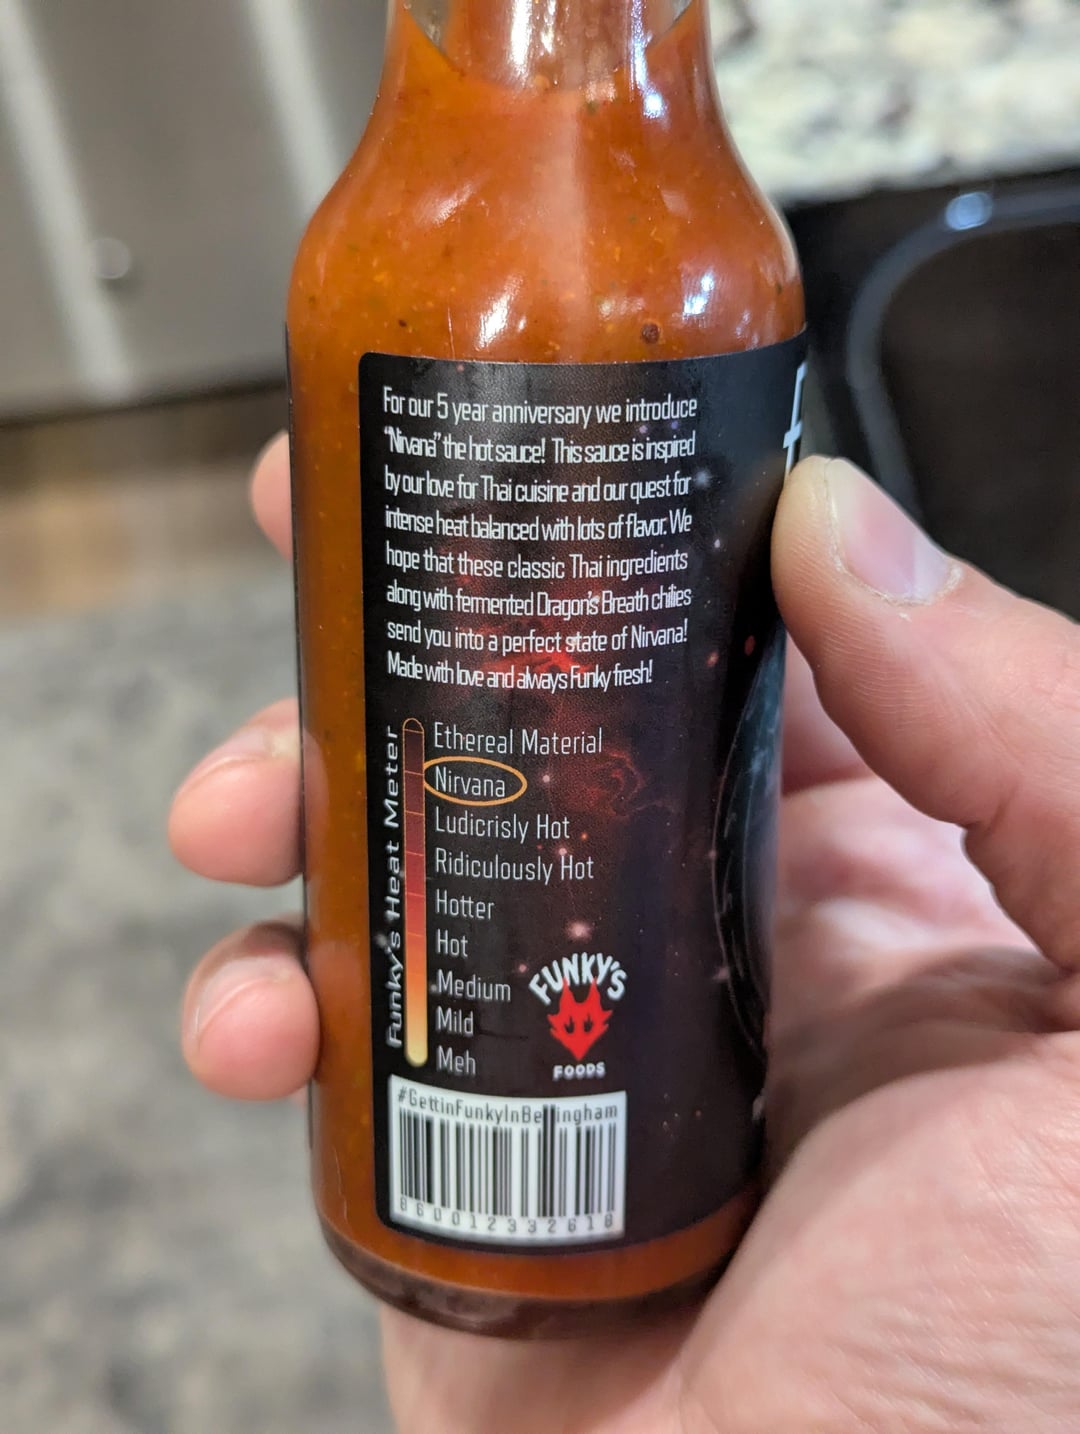 For our 5 year anniversary we introduce
"Nirvana" the hot sauce! This sauce is inspired
by our love for Thai cuisine and our quest for
intense heat balanced with lots of flavor. We
hope that these classic Thai ingredients
along with fermented Dragon's Breath chilies
send you into a perfect state of Nirvana!
Made with love and always Funky fresh!
Funky's Heat Meter
Ethereal Material
Nirvana
Ludicrisly Hot
Ridiculously Hot
Hotter
Hot
Medium
Mild
Meh
FUNKY'S
FOODS
#GettinFunkyInBellingham
860012332618